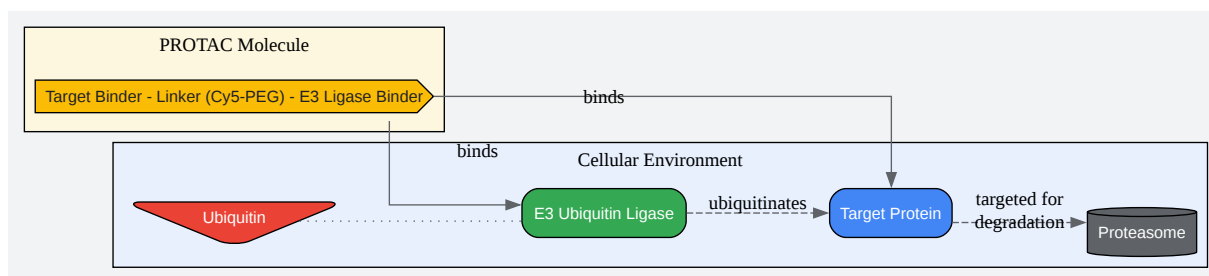 PROTAC Molecule
Target Binder - Linker (Cy5-PEG) - E3 Ligase Binder
binds
binds
Cellular Environment
Ubiquitin
E3 Ubiquitin Ligase
ubiquitinates
Target Protein
targeted for
degradation
Proteasome